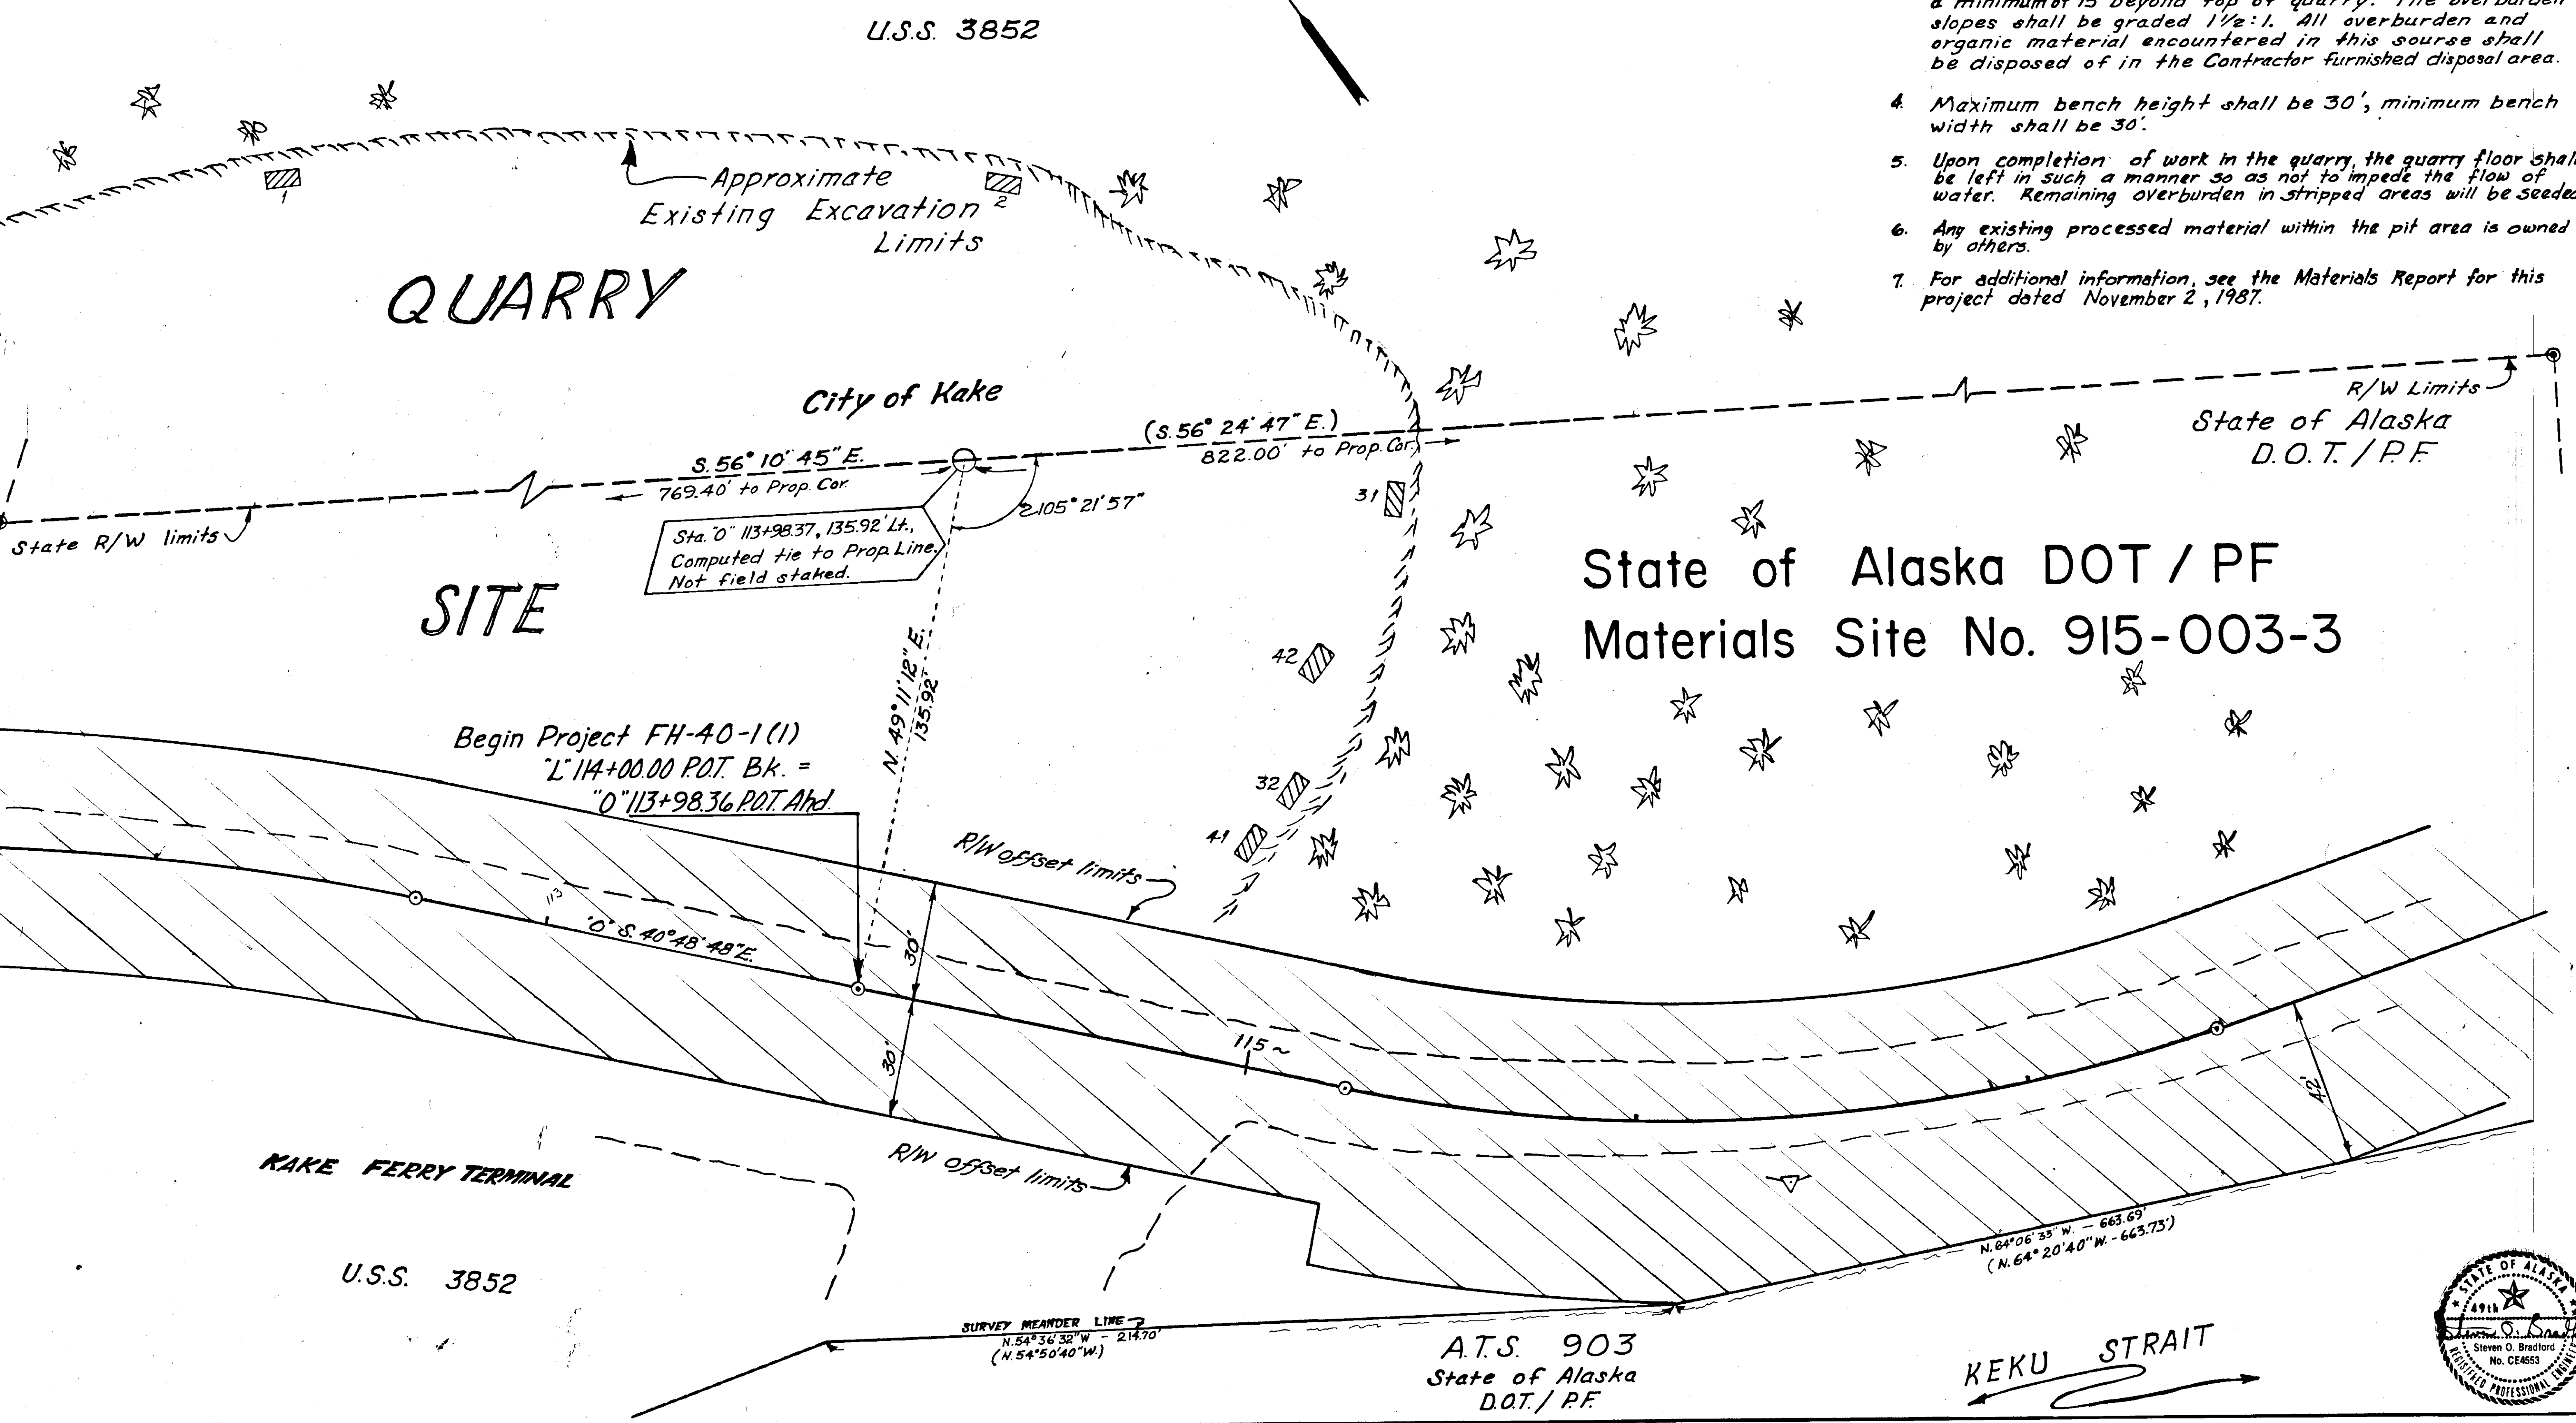 U.S.S. 3852
a minimum of 15' beyond top of quarry. The overburden
slopes shall be graded 1 1/2:1. All overburden and
organic material encountered in this sourse shall
be disposed of in the Contractor furnished disposal area.
4. Maximum bench height shall be 30', minimum bench
width shall be 30'.
5. Upon completion of work in the quarry, the quarry floor shall
be left in such a manner so as not to impede the flow of
water. Remaining overburden in stripped areas will be seeded
6. Any existing processed material within the pit area is owned
by others.
7. For additional information, see the Materials Report for this
project dated November 2, 1987.
1
2
Approximate
Existing Excavation
Limits
QUARRY
City of Kake
R/W Limits
State of Alaska
D.O.T. / P.F.
S. 56° 10' 45" E.
769.40' to Prop. Cor.
(S. 56° 24' 47" E.)
822.00' to Prop. Cor.
105° 21' 57"
State R/W limits
Sta. "O" 113+98.37, 135.92' Lt.,
Computed tie to Prop. Line.
Not field staked.
31
SITE
State of Alaska DOT / PF
Materials Site No. 915-003-3
N. 49° 11' 12" E.
135.92'
42
32
41
Begin Project FH-40-1 (1)
"L" 114+00.00 P.O.T. Bk. =
"O" 113+98.36 P.O.T. Ahd.
R/W offset limits
113
"O" S. 40° 48' 48" E.
30'
30'
115
42'
R/W offset limits
KAKE FERRY TERMINAL
U.S.S. 3852
N. 64° 06' 33" W. - 663.69'
(N. 64° 20' 40" W. - 663.73')
SURVEY MEANDER LINE
N. 54° 36' 32" W - 214.70'
(N. 54° 50' 40" W.)
A.T.S. 903
State of Alaska
D.O.T. / P.F.
KEKU STRAIT
STATE OF ALASKA
49th
Steven O. Bradford
No. CE4553
REGISTERED PROFESSIONAL ENGINEER